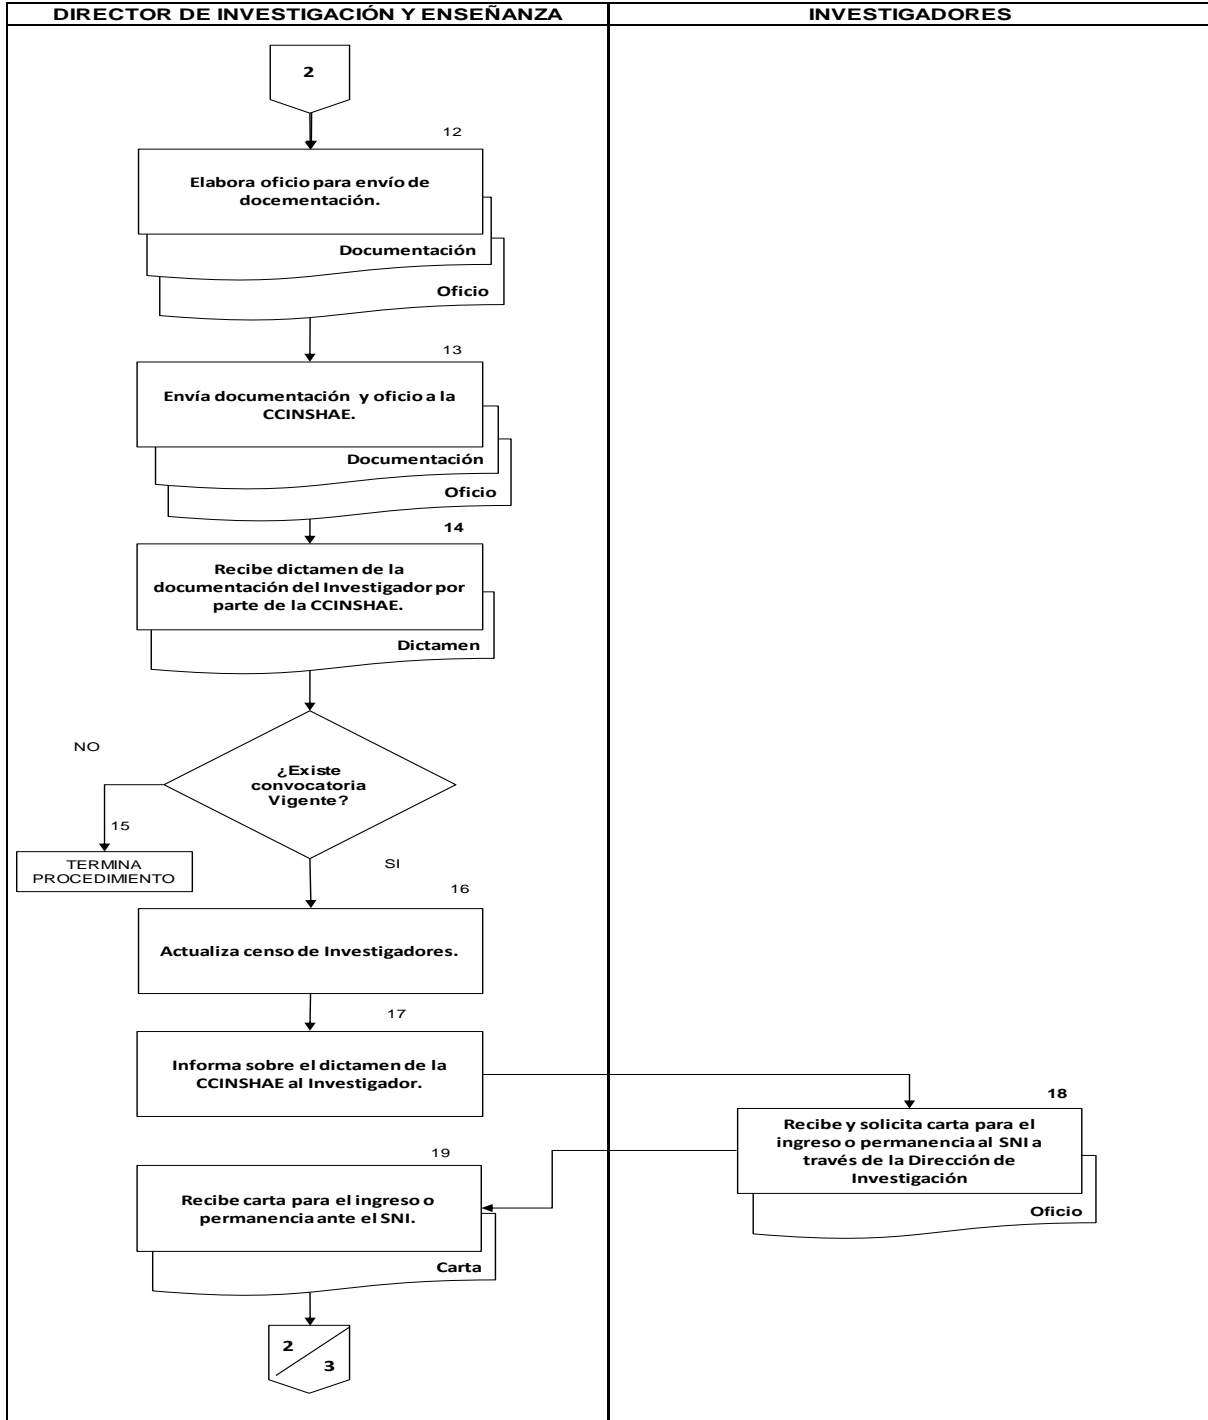 DIRECTOR DE INVESTIGACIÓN Y ENSEÑANZA
INVESTIGADORES
2
12
Elabora oficio para envío de
docementación.
Documentación
Oficio
13
Envía documentación y oficio a la
CCINSHAE.
Documentación
Oficio
14
Recibe dictamen de la
documentación del Investigador por
parte de la CCINSHAE.
Dictamen
NO
¿Existe
convocatoria
Vigente?
15
TERMINA
PROCEDIMIENTO
SI
16
Actualiza censo de Investigadores.
17
Informa sobre el dictamen de la
CCINSHAE al Investigador.
18
Recibe y solicita carta para el
ingreso o permanencia al SNI a
través de la Dirección de
Investigación
Oficio
19
Recibe carta para el ingreso o
permanencia ante el SNI.
Carta
2
3